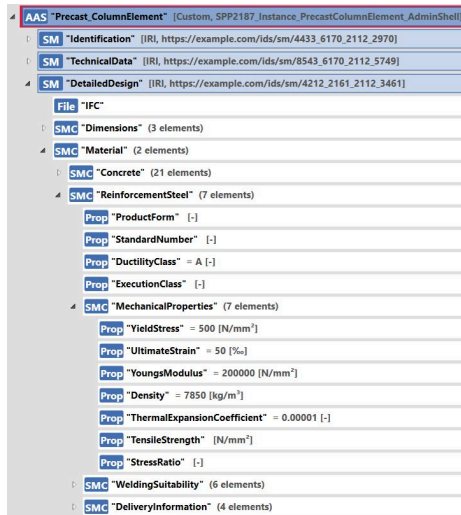 AAS "Precast_ColumnElement" [Custom, SPP2187_Instance_PrecastColumnElement_AdminShell]
SM "Identification" [IRI, https://example.com/ids/sm/4433_6170_2112_2970]
SM "TechnicalData" [IRI, https://example.com/ids/sm/8543_6170_2112_5749]
SM "DetailedDesign" [IRI, https://example.com/ids/sm/4212_2161_2112_3461]
File "IFC"
SMC "Dimensions" (3 elements)
SMC "Material" (2 elements)
SMC "Concrete" (21 elements)
SMC "ReinforcementSteel" (7 elements)
Prop "ProductForm" [-]
Prop "StandardNumber" [-]
Prop "DuctilityClass" = A [-]
Prop "ExecutionClass" [-]
SMC "MechanicalProperties" (7 elements)
Prop "YieldStress" = 500 [N/mm²]
Prop "UltimateStrain" = 50 [‰]
Prop "YoungsModulus" = 200000 [N/mm²]
Prop "Density" = 7850 [kg/m³]
Prop "ThermalExpansionCoefficient" = 0.00001 [-]
Prop "TensileStrength" [N/mm²]
Prop "StressRatio" [-]
SMC "WeldingSuitability" (6 elements)
SMC "DeliveryInformation" (4 elements)